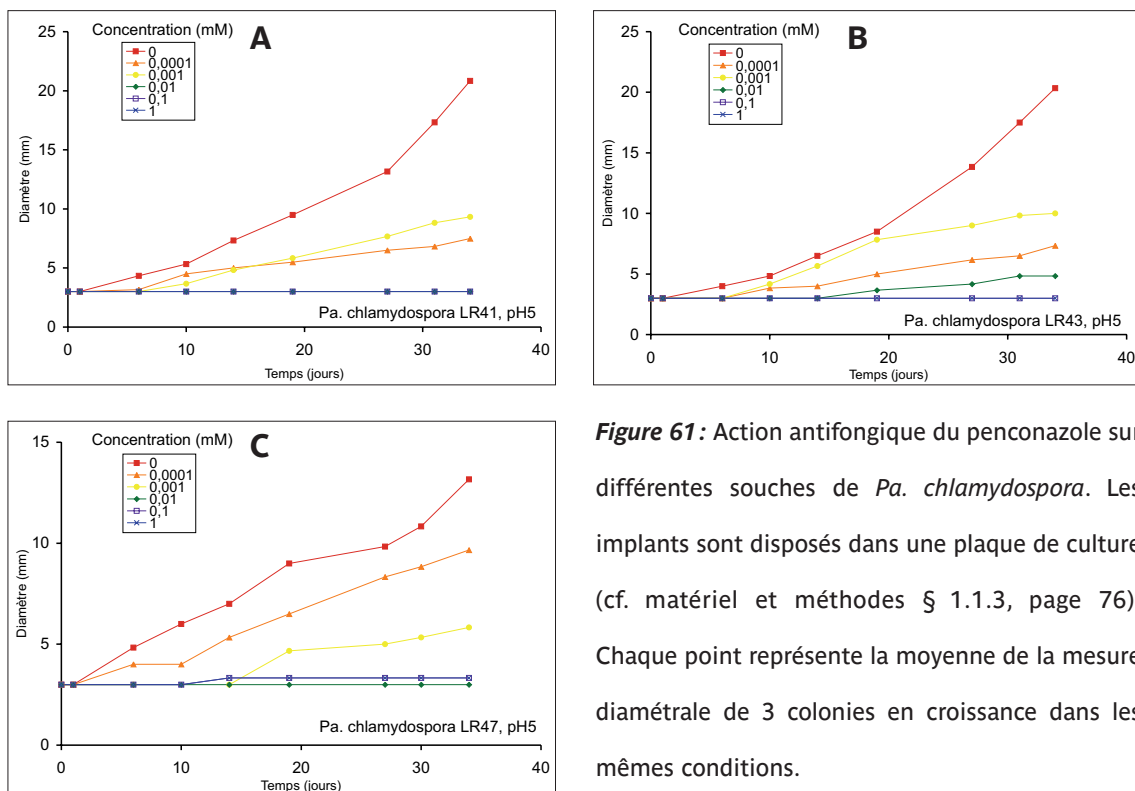 Concentration (mM)
A
0
0,0001
0,001
0,01
0,1
1
25
20
15
10
5
0
Diamètre (mm)
Pa. chlamydospora LR41, pH5
0 10 20 30 40
Temps (jours)
Concentration (mM)
B
0
0,0001
0,001
0,01
0,1
1
25
20
15
10
5
0
Diamètre (mm)
Pa. chlamydospora LR43, pH5
0 10 20 30 40
Temps (jours)
Concentration (mM)
C
0
0,0001
0,001
0,01
0,1
1
15
10
5
0
Diamètre (mm)
Pa. chlamydospora LR47, pH5
0 10 20 30 40
Temps (jours)
Figure 61 : Action antifongique du penconazole sur
différentes souches de Pa. chlamydospora. Les
implants sont disposés dans une plaque de culture
(cf. matériel et méthodes § 1.1.3, page 76)
Chaque point représente la moyenne de la mesure
diamétrale de 3 colonies en croissance dans les
mêmes conditions.